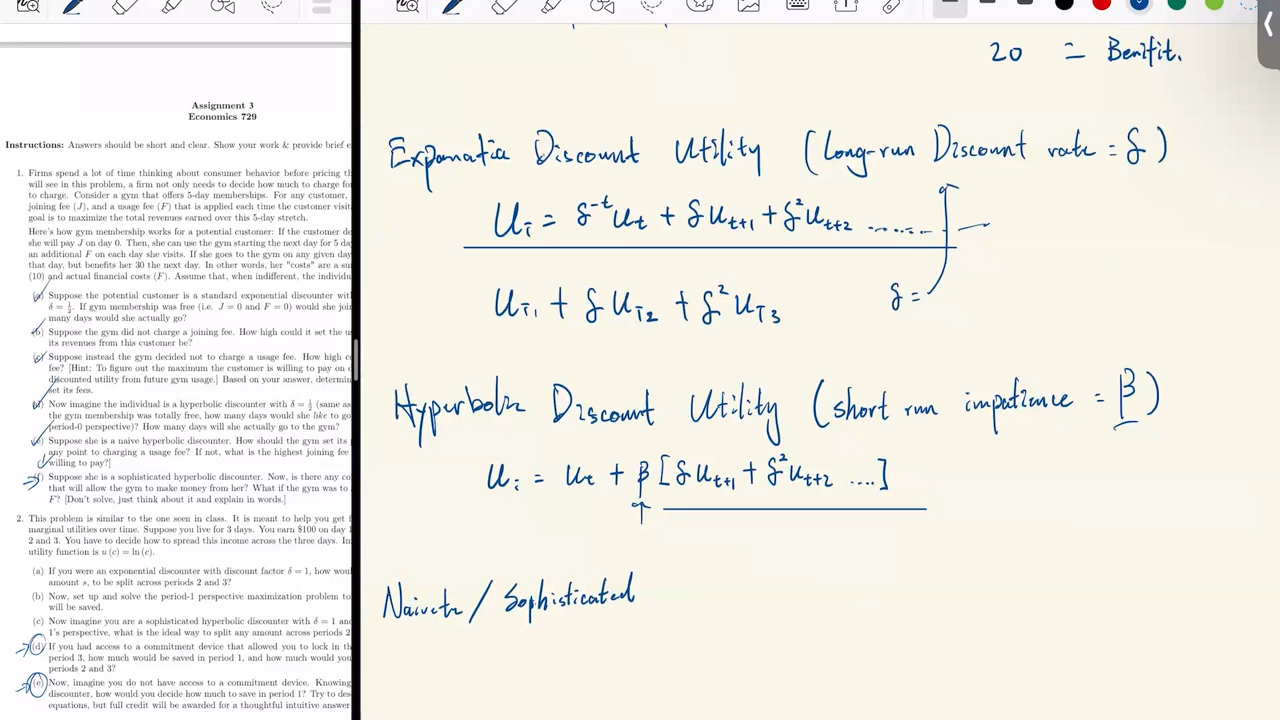 Assignment 3
Economics 729
Instructions: Answers should be short and clear. Show your work & provide brief e
1. Firms spend a lot of time thinking about consumer behavior before pricing th
will see in this problem, a firm not only needs to decide how much to charge for
to charge. Consider a gym that offers 5-day memberships. For any customer,
joining fee (J), and a usage fee (F) that is applied each time the customer visit
goal is to maximize the total revenues earned over this 5-day stretch.
Here's how gym membership works for a potential customer: If the customer de
she will pay J on day 0. Then, she can use the gym starting the next day for 5 da
an additional F on each day she visits. If she goes to the gym on any given day
that day, but benefits her 30 the next day. In other words, her "costs" are a su
(10) and actual financial costs (F). Assume that, when indifferent, the individu
(a) Suppose the potential customer is a standard exponential discounter wit
δ = 1/2. If gym membership was free (i.e. J = 0 and F = 0) would she join
many days would she actually go?
(b) Suppose the gym did not charge a joining fee. How high could it set the us
its revenues from this customer be?
(c) Suppose instead the gym decided not to charge a usage fee. How high co
fee? [Hint: To figure out the maximum the customer is willing to pay on d
discounted utility from future gym usage.] Based on your answer, determin
set its fees.
(d) Now imagine the individual is a hyperbolic discounter with δ = 1/2 (same as
the gym membership was totally free, how many days would she like to go
period-0 perspective)? How many days will she actually go to the gym?
(e) Suppose she is a naive hyperbolic discounter. How should the gym set its
any point to charging a usage fee? If not, what is the highest joining fee
willing to pay?]
(f) Suppose she is a sophisticated hyperbolic discounter. Now, is there any co
that will allow the gym to make money from her? What if the gym was to
F? [Don't solve, just think about it and explain in words.]
2. This problem is similar to the one seen in class. It is meant to help you get f
marginal utilities over time. Suppose you live for 3 days. You earn $100 on day 1
2 and 3. You have to decide how to spread this income across the three days. In
utility function is u (c) = ln (c).
(a) If you were an exponential discounter with discount factor δ = 1, how woul
amount s, to be split across periods 2 and 3?
(b) Now, set up and solve the period-1 perspective maximization problem to
will be saved.
(c) Now imagine you are a sophisticated hyperbolic discounter with δ = 1 and
1's perspective, what is the ideal way to split any amount across periods 2
(d) If you had access to a commitment device that allowed you to lock in th
period 3, how much would be saved in period 1, and how much would you
periods 2 and 3?
(e) Now, imagine you do not have access to a commitment device. Knowing
discounter, how would you decide how much to save in period 1? Try to des
equations, but full credit will be awarded for a thoughtful intuitive answer
20 = Benifit.
Discount Utility (long-run Discount rate = δ)
Ui = δ^-t Ut + δUt+1 + δ²Ut+2 .........
UT1 + δUT2 + δ²UT3
δ =
Discount Utility (short run impatience = β)
Ui = Ut + β[δUt+1 + δ²Ut+2 ....]
/ Sophisticated